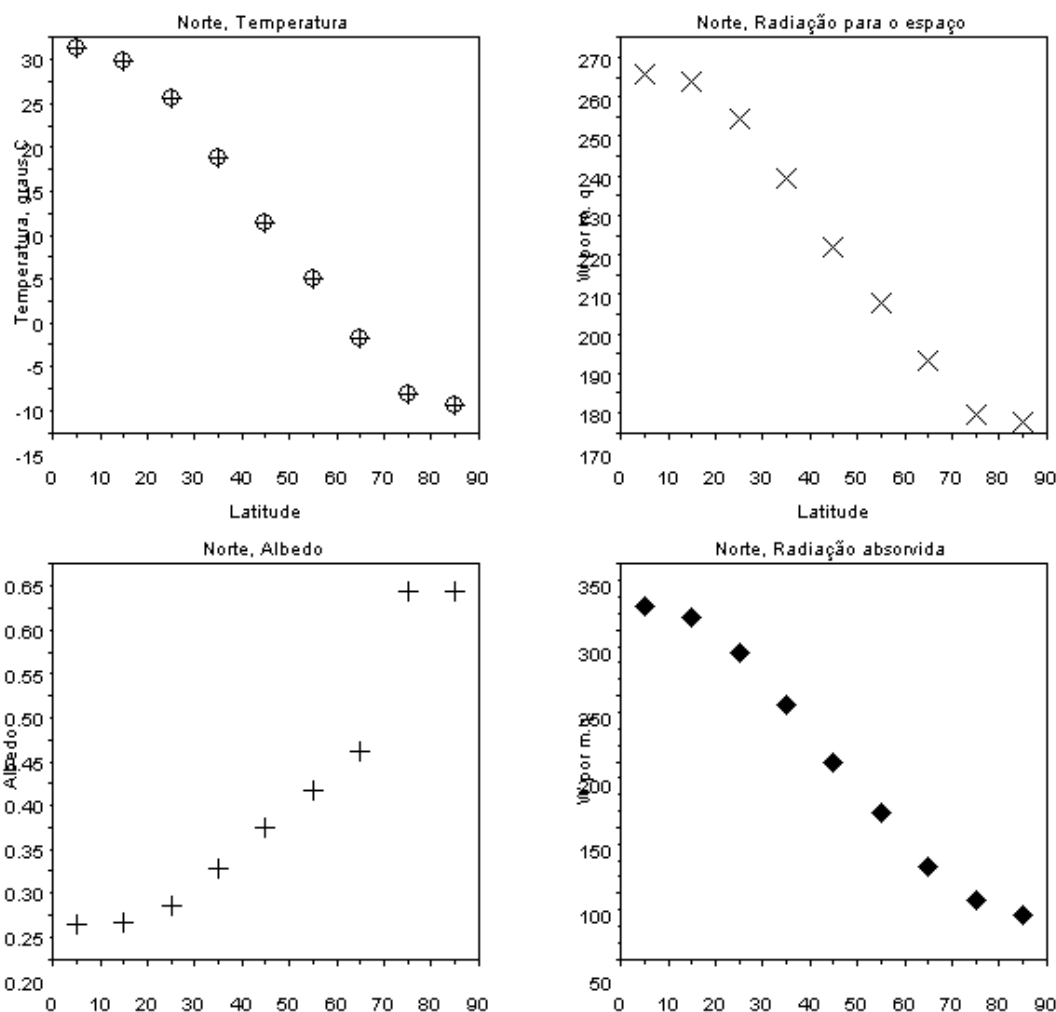 Norte, Temperatura
30
25
20
15
10
5
0
-5
-10
-15
Temperatura, graus C
0 10 20 30 40 50 60 70 80 90
Latitude
Norte, Radiação para o espaço
270
260
250
240
230
220
210
200
190
180
170
W por m. q
0 10 20 30 40 50 60 70 80 90
Latitude
Norte, Albedo
0.65
0.60
0.55
0.50
0.45
0.40
0.35
0.30
0.25
0.20
Albedo
0 10 20 30 40 50 60 70 80 90
Norte, Radiação absorvida
350
300
250
200
150
100
50
W por m.
0 10 20 30 40 50 60 70 80 90